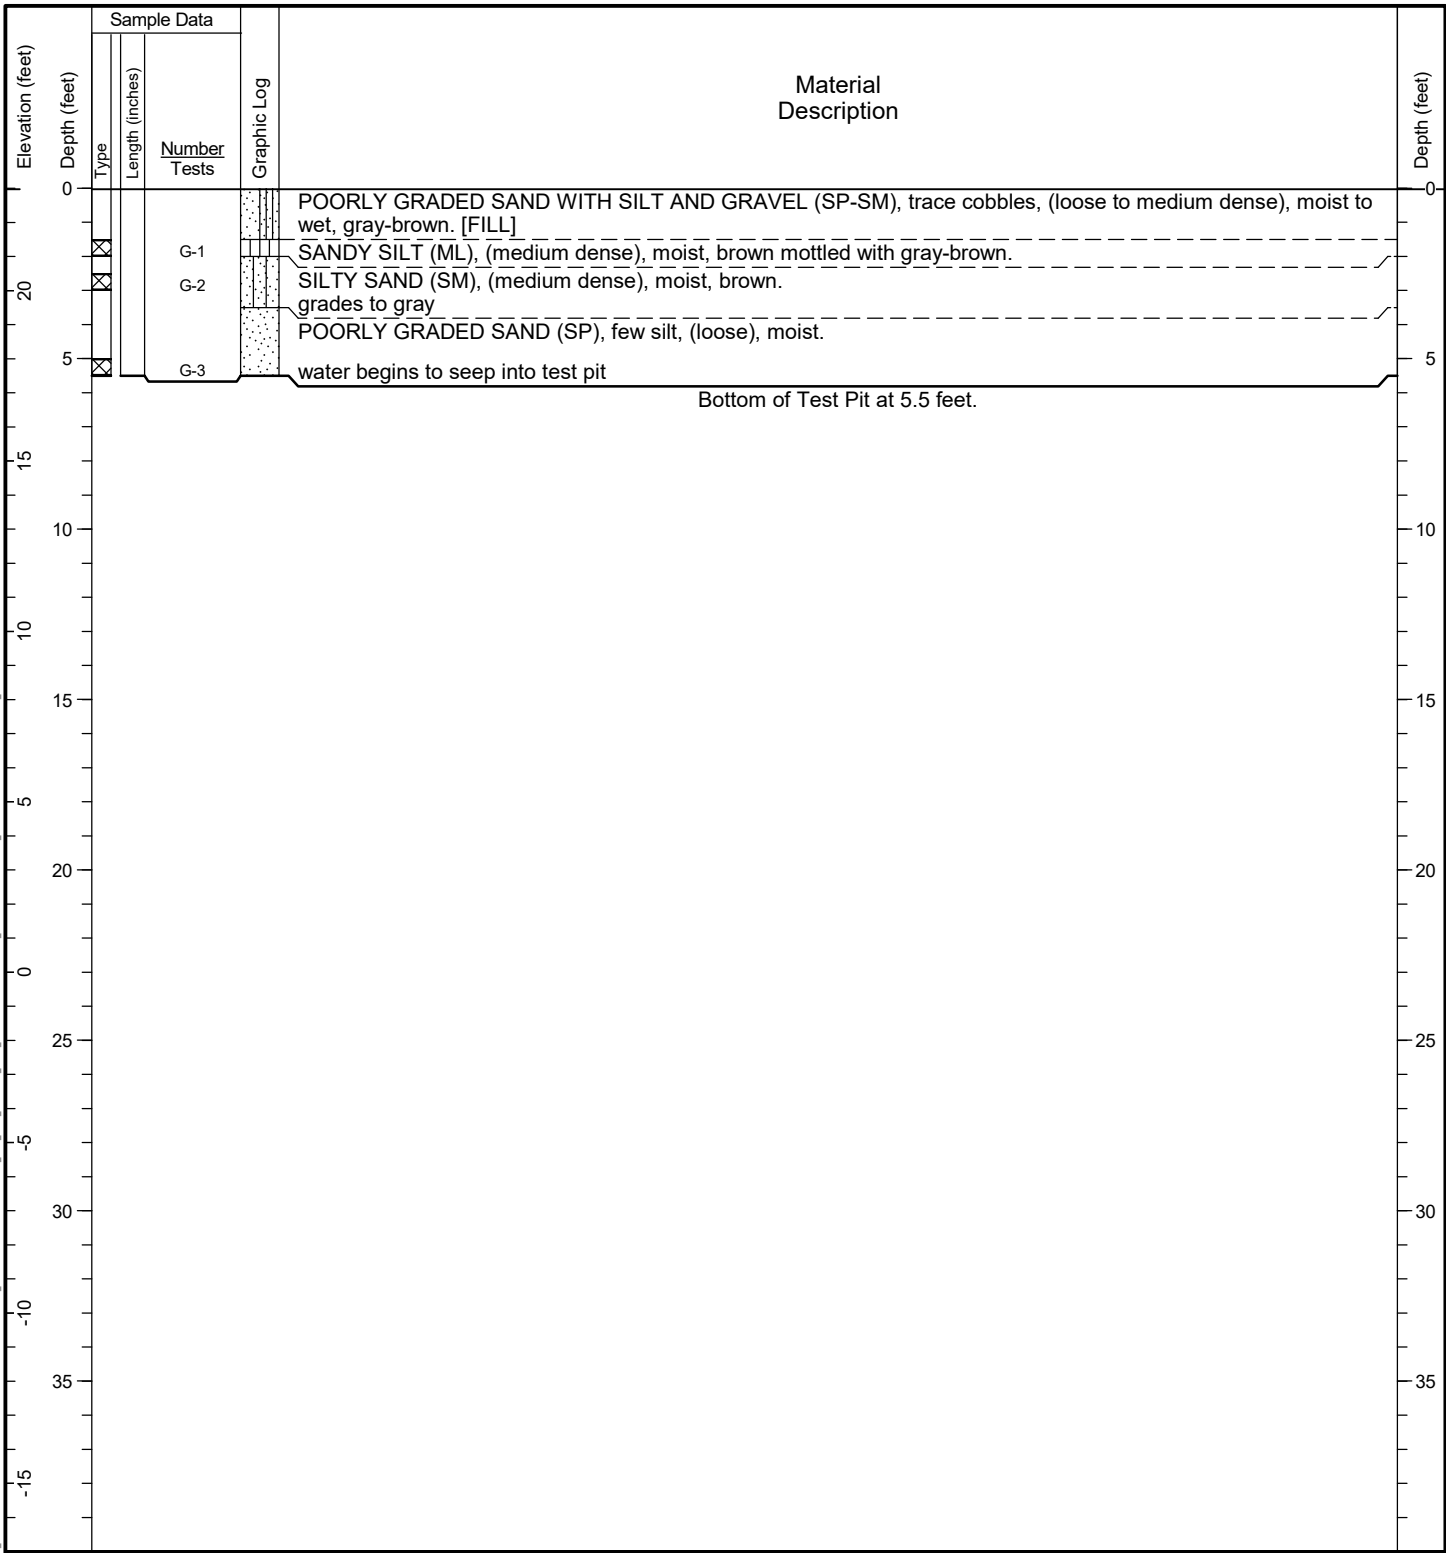 Sample Data
Elevation (feet)
Depth (feet)
Type
Length (inches)
Number
Tests
Graphic Log
Material
Description
Depth (feet)
0
0
POORLY GRADED SAND WITH SILT AND GRAVEL (SP-SM), trace cobbles, (loose to medium dense), moist to
wet, gray-brown. [FILL]
G-1
SANDY SILT (ML), (medium dense), moist, brown mottled with gray-brown.
20
G-2
SILTY SAND (SM), (medium dense), moist, brown.
grades to gray
POORLY GRADED SAND (SP), few silt, (loose), moist.
5
5
G-3
water begins to seep into test pit
Bottom of Test Pit at 5.5 feet.
15
10
10
10
15
15
5
20
20
0
25
25
-5
30
30
-10
35
35
-15